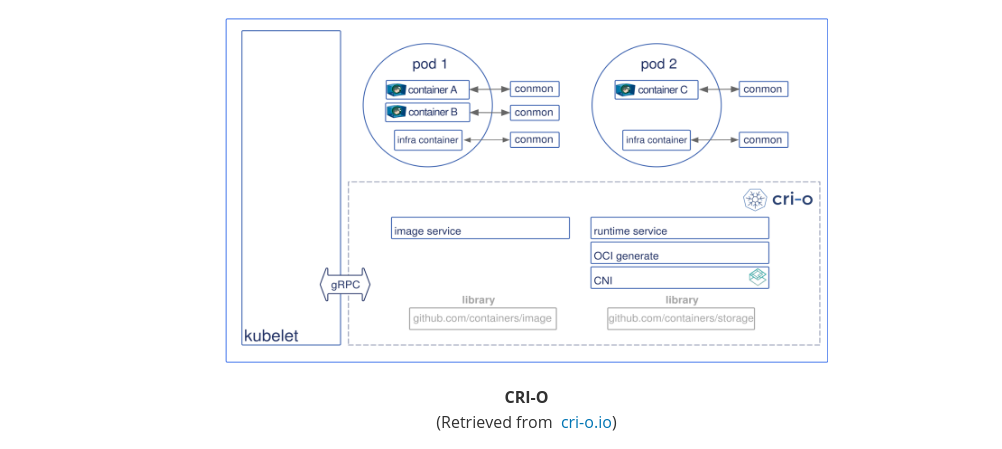 pod 1
container A
conmon
container B
conmon
infra container
conmon
pod 2
container C
conmon
infra container
conmon
cri-o
image service
runtime service
OCI generate
CNI
gRPC
library
github.com/containers/image
library
github.com/containers/storage
kubelet
CRI-O
(Retrieved from cri-o.io)